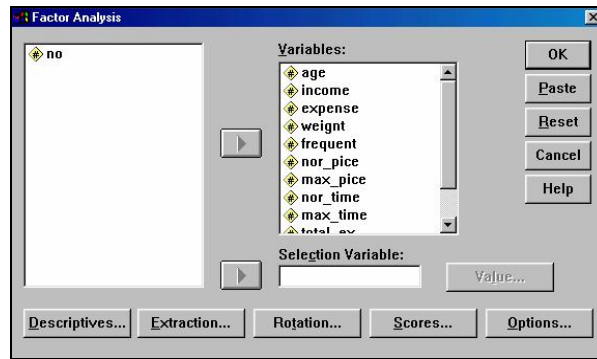 Factor Analysis
no
Variables:
age
income
expense
weignt
frequent
nor_pice
max_pice
nor_time
max_time
total_ex
Selection Variable:
Value...
OK
Paste
Reset
Cancel
Help
Descriptives...
Extraction...
Rotation...
Scores...
Options...